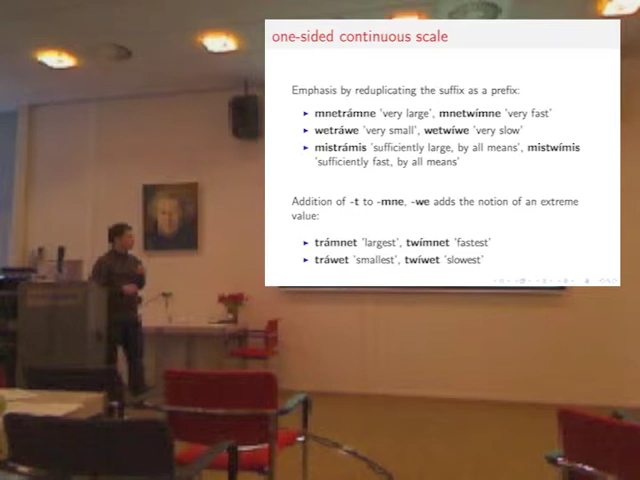 one-sided continuous scale
Emphasis by reduplicating the suffix as a prefix:
▸ mnetrámne 'very large', mnetwímne 'very fast'
▸ wetráwe 'very small', wetwíwe 'very slow'
▸ mistrámis 'sufficiently large, by all means', mistwímis
'sufficiently fast, by all means'
Addition of -t to -mne, -we adds the notion of an extreme
value:
▸ trámnet 'largest', twímnet 'fastest'
▸ tráwet 'smallest', twíwet 'slowest'